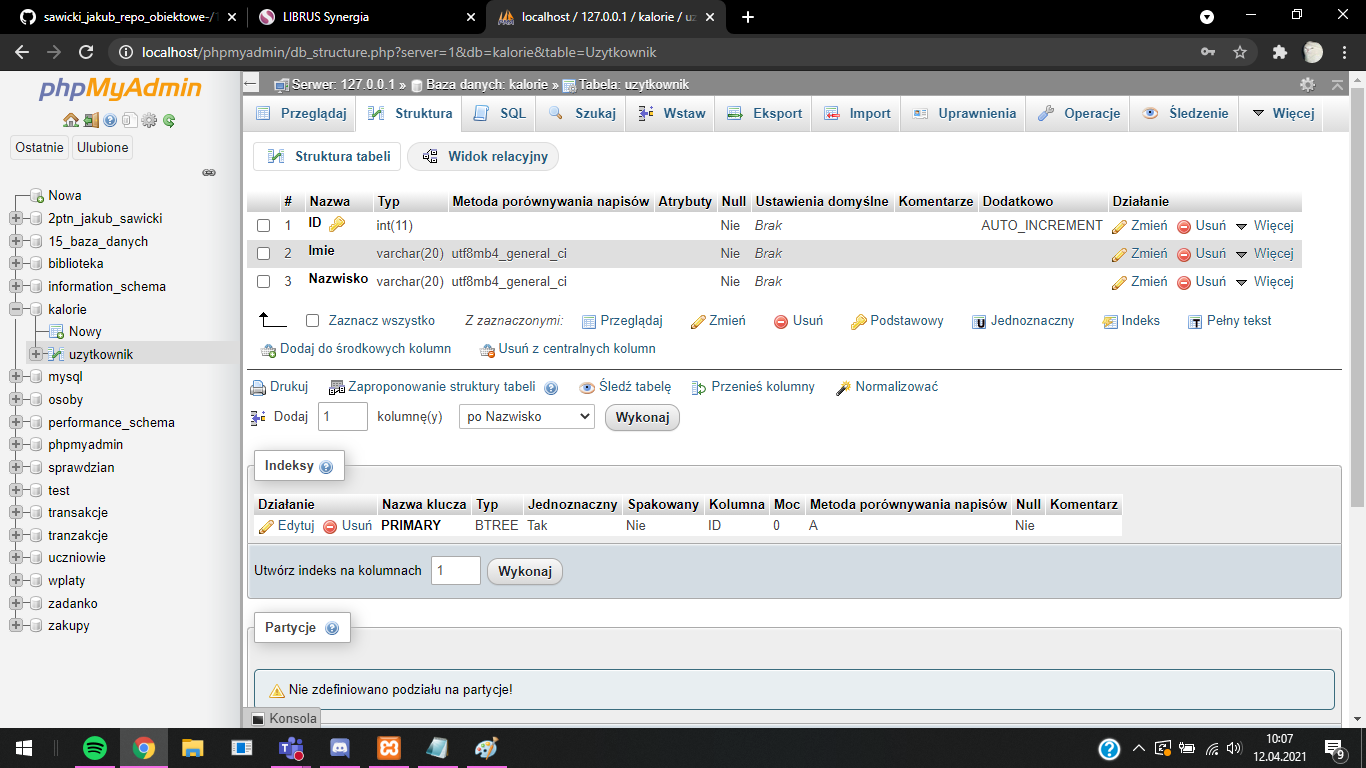 sawicki_jakub_repo_obiektowe-/
LIBRUS Synergia
localhost / 127.0.0.1 / kalorie / uz
localhost/phpmyadmin/db_structure.php?server=1&db=kalorie&table=Uzytkownik
phpMyAdmin
Ostatnie Ulubione
Nowa
2ptn_jakub_sawicki
15_baza_danych
biblioteka
information_schema
kalorie
Nowy
uzytkownik
mysql
osoby
performance_schema
phpmyadmin
sprawdzian
test
transakcje
tranzakcje
uczniowie
wplaty
zadanko
zakupy
Serwer: 127.0.0.1 » Baza danych: kalorie » Tabela: uzytkownik
Przeglądaj Struktura SQL Szukaj Wstaw Eksport Import Uprawnienia Operacje Śledzenie Więcej
Struktura tabeli Widok relacyjny
# Nazwa Typ Metoda porównywania napisów Atrybuty Null Ustawienia domyślne Komentarze Dodatkowo Działanie
1 ID int(11) Nie Brak AUTO_INCREMENT Zmień Usuń Więcej
2 Imie varchar(20) utf8mb4_general_ci Nie Brak Zmień Usuń Więcej
3 Nazwisko varchar(20) utf8mb4_general_ci Nie Brak Zmień Usuń Więcej
Zaznacz wszystko Z zaznaczonymi: Przeglądaj Zmień Usuń Podstawowy Jednoznaczny Indeks Pełny tekst
Dodaj do środkowych kolumn Usuń z centralnych kolumn
Drukuj Zaproponowanie struktury tabeli Śledź tabelę Przenieś kolumny Normalizować
Dodaj 1 kolumnę(y) po Nazwisko Wykonaj
Indeksy
Działanie Nazwa klucza Typ Jednoznaczny Spakowany Kolumna Moc Metoda porównywania napisów Null Komentarz
Edytuj Usuń PRIMARY BTREE Tak Nie ID 0 A Nie
Utwórz indeks na kolumnach 1 Wykonaj
Partycje
Nie zdefiniowano podziału na partycje!
Konsola
10:07
12.04.2021
9